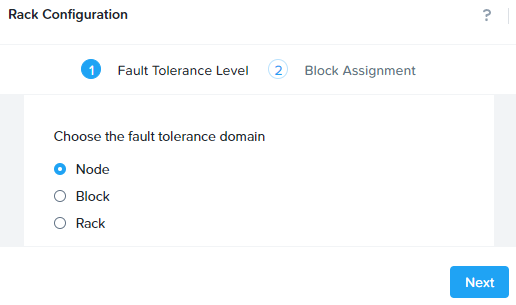 Rack Configuration ?
1 Fault Tolerance Level 2 Block Assignment
Choose the fault tolerance domain
Node
Block
Rack
Next